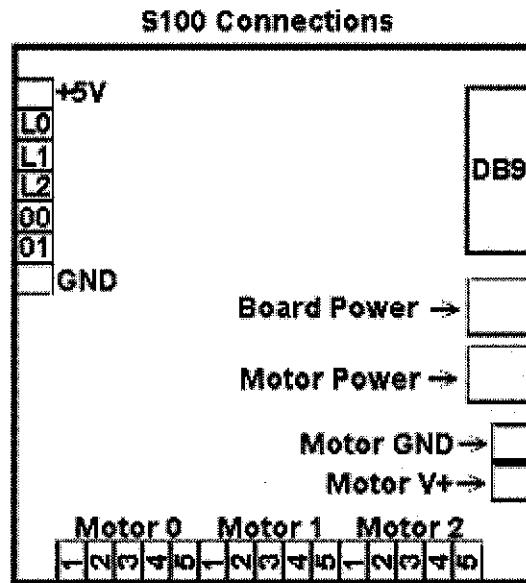 S100 Connections
+5V
L0
L1
L2
00
01
GND
DB9
Board Power →
Motor Power →
Motor GND →
Motor V+ →
Motor 0 Motor 1 Motor 2
1 2 3 4 5 1 2 3 4 5 1 2 3 4 5